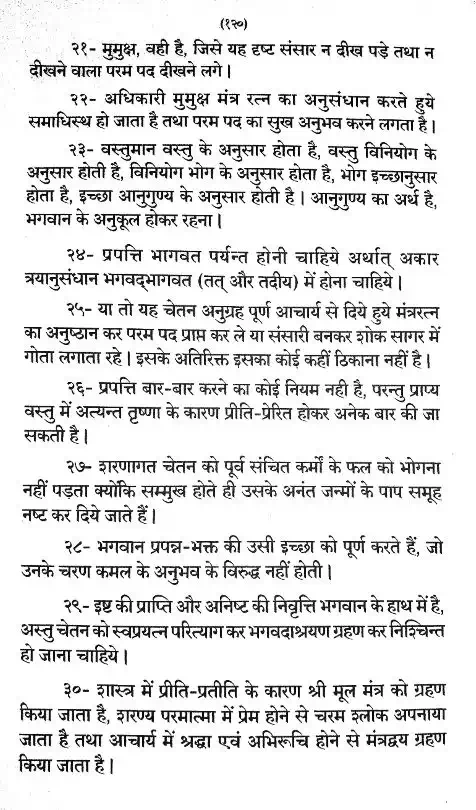 (१२०)
२१- मुमुक्ष, वही है, जिसे यह दृष्ट संसार न दीख पड़े तथा न
दीखने वाला परम पद दीखने लगे।
२२- अधिकारी मुमुक्ष मंत्र रत्न का अनुसंधान करते हुये
समाधिस्थ हो जाता है तथा परम पद का सुख अनुभव करने लगता है।
२३- वस्तुमान वस्तु के अनुसार होता है, वस्तु विनियोग के
अनुसार होती है, विनियोग भोग के अनुसार होता है, भोग इच्छानुसार
होता है, इच्छा आनुगुण्य के अनुसार होती है। आनुगुण्य का अर्थ है,
भगवान के अनुकूल होकर रहना।
२४- प्रपत्ति भागवत पर्यन्त होनी चाहिये अर्थात् अकार
त्रयानुसंधान भगवद्भागवत (तत् और तदीय) में होना चाहिये।
२५- या तो यह चेतन अनुग्रह पूर्ण आचार्य से दिये हुये मंत्ररत्न
का अनुष्ठान कर परम पद प्राप्त कर ले या संसारी बनकर शोक सागर में
गोता लगाता रहे। इसके अतिरिक्त इसका कोई कहीं ठिकाना नहीं है।
२६- प्रपत्ति बार-बार करने का कोई नियम नही है, परन्तु प्राप्य
वस्तु में अत्यन्त तृष्णा के कारण प्रीति-प्रेरित होकर अनेक बार की जा
सकती है।
२७- शरणागत चेतन को पूर्व संचित कर्मों के फल को भोगना
नहीं पड़ता क्योंकि सम्मुख होते ही उसके अनंत जन्मों के पाप समूह
नष्ट कर दिये जाते हैं।
२८- भगवान प्रपन्न-भक्त की उसी इच्छा को पूर्ण करते हैं, जो
उनके चरण कमल के अनुभव के विरुद्ध नहीं होती।
२९- इष्ट की प्राप्ति और अनिष्ट की निवृत्ति भगवान के हाथ में है,
अस्तु चेतन को स्वप्रयत्न परित्याग कर भगवदाश्रयण ग्रहण कर निश्चिन्त
हो जाना चाहिये।
३०- शास्त्र में प्रीति-प्रतीति के कारण श्री मूल मंत्र को ग्रहण
किया जाता है, शरण्य परमात्मा में प्रेम होने से चरम श्लोक अपनाया
जाता है तथा आचार्य में श्रद्धा एवं अभिरूचि होने से मंत्रद्वय ग्रहण
किया जाता है।